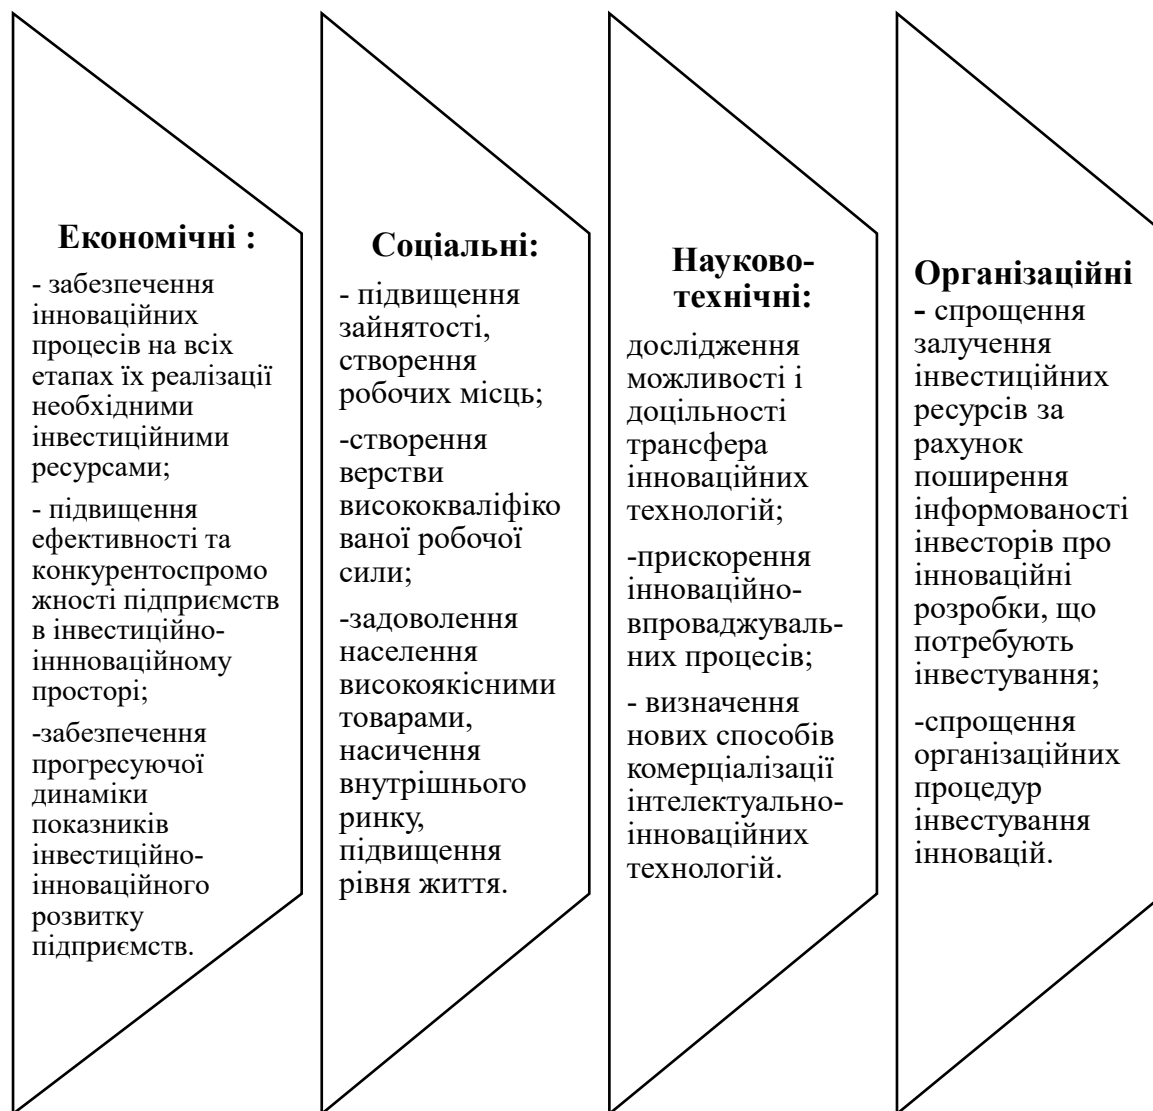 Економічні :
- забезпечення
інноваційних
процесів на всіх
етапах їх реалізації
необхідними
інвестиційними
ресурсами;
- підвищення
ефективності та
конкурентоспромо
жності підприємств
в інвестиційно-
іннноваційному
просторі;
-забезпечення
прогресуючої
динаміки
показників
інвестиційно-
інноваційного
розвитку
підприємств.
Соціальні:
- підвищення
зайнятості,
створення
робочих місць;
-створення
верстви
висококваліфіко
ваної робочої
сили;
-задоволення
населення
високоякісними
товарами,
насичення
внутрішнього
ринку,
підвищення
рівня життя.
Науково-
технічні:
дослідження
можливості і
доцільності
трансфера
інноваційних
технологій;
-прискорення
інноваційно-
впроваджуваль-
них процесів;
- визначення
нових способів
комерціалізації
інтелектуально-
інноваційних
технологій.
Організаційні
- спрощення
залучення
інвестиційних
ресурсів за
рахунок
поширення
інформованості
інвесторів про
інноваційні
розробки, що
потребують
інвестування;
-спрощення
організаційних
процедур
інвестування
інновацій.